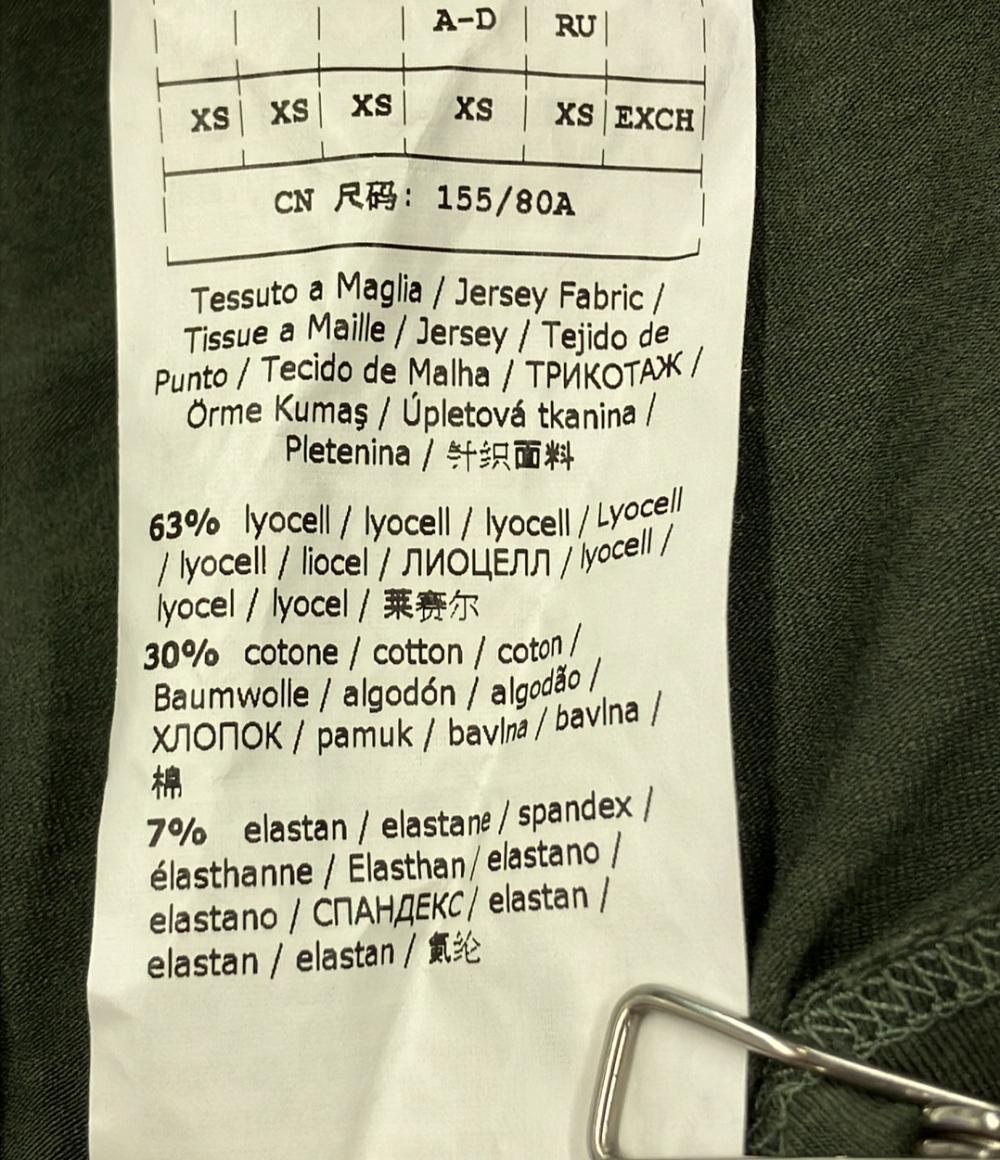 A-D RU
XS XS XS XS XS EXCH
CN 尺码: 155/80A
Tessuto a Maglia / Jersey Fabric /
Tissue a Maille / Jersey / Tejido de
Punto / Tecido de Malha / ТРИКОТАЖ /
Örme Kumaş / Úpletová tkanina /
Pletenina / 针织面料
63% lyocell / lyocell / lyocell / Lyocell
/ lyocell / liocel / ЛИОЦЕЛЛ / lyocell /
lyocel / lyocel / 莱赛尔
30% cotone / cotton / coton /
Baumwolle / algodón / algodão /
ХЛОПОК / pamuk / bavlna / bavlna /
棉
7% elastan / elastane / spandex /
élasthanne / Elasthan / elastano /
elastano / СПАНДЕКС / elastan /
elastan / elastan / 氨纶